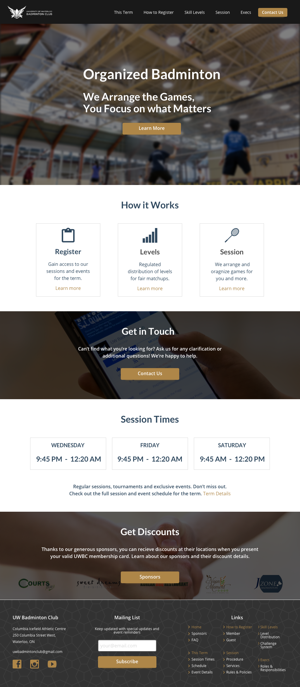 BADMINTON CLUB
This Term
How to Register
Skill Levels
Session
Execs
Contact Us
Organized Badminton
We Arrange the Games,
You Focus on what Matters
Learn More
How it Works
Register
Gain access to our
sessions and events
for the term.
Learn more
Levels
Regulated
distribution of levels
for fair matchups.
Learn more
Session
We arrange and
oragnize games for
you and more.
Learn more
Get in Touch
Can't find what you're looking for? Ask us for any clarification or
additional questions! We're happy to help.
Contact Us
Session Times
WEDNESDAY
9:45 PM - 12:20 AM
FRIDAY
9:45 PM - 12:20 AM
SATURDAY
9:45 AM - 12:20 PM
Regular sessions, tournaments and exclusive events. Don't miss out.
Check out the full session and event schedule for the term. Term Details
Get Discounts
Thanks to our generous sponsors, you can recieve discounts at their locations when you present
your valid UWBC membership card. Learn about our sponsors and their discount details.
Sponsors
COURTS
UW Badminton Club
Columbia Icefield Athletic Centre
250 Columbia Street West,
Waterloo, ON
uwbadmintonclub@gmail.com
Mailing List
Keep updated with special updates and
event reminders.
Subscribe
Links
> Home
> Sponsors
> FAQ
> This Term
> Session Times
> Schedule
> Event Details
> How to Register
> Member
> Guest
> Session
> Procedure
> Services
> Rules & Policies
> Skill Levels
> Level
Distribution
> Challenge
System
> Execs
> Roles &
Responsibilities